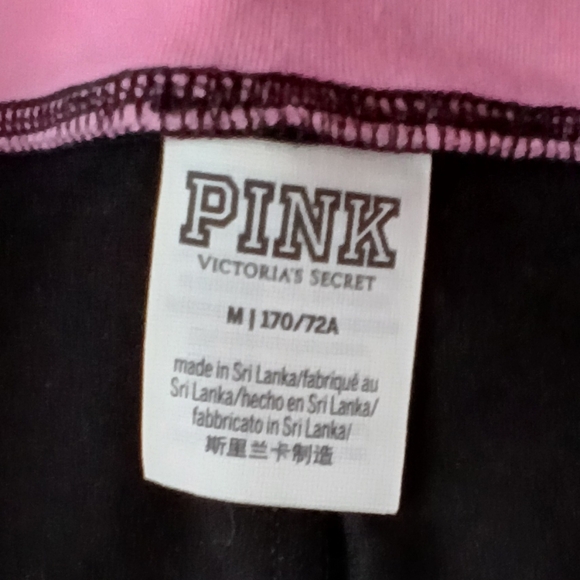 PINK
VICTORIA'S SECRET
M | 170/72A
made in Sri Lanka/fabriqué au
Sri Lanka/hecho en Sri Lanka/
fabbricato in Sri Lanka/
斯里兰卡制造